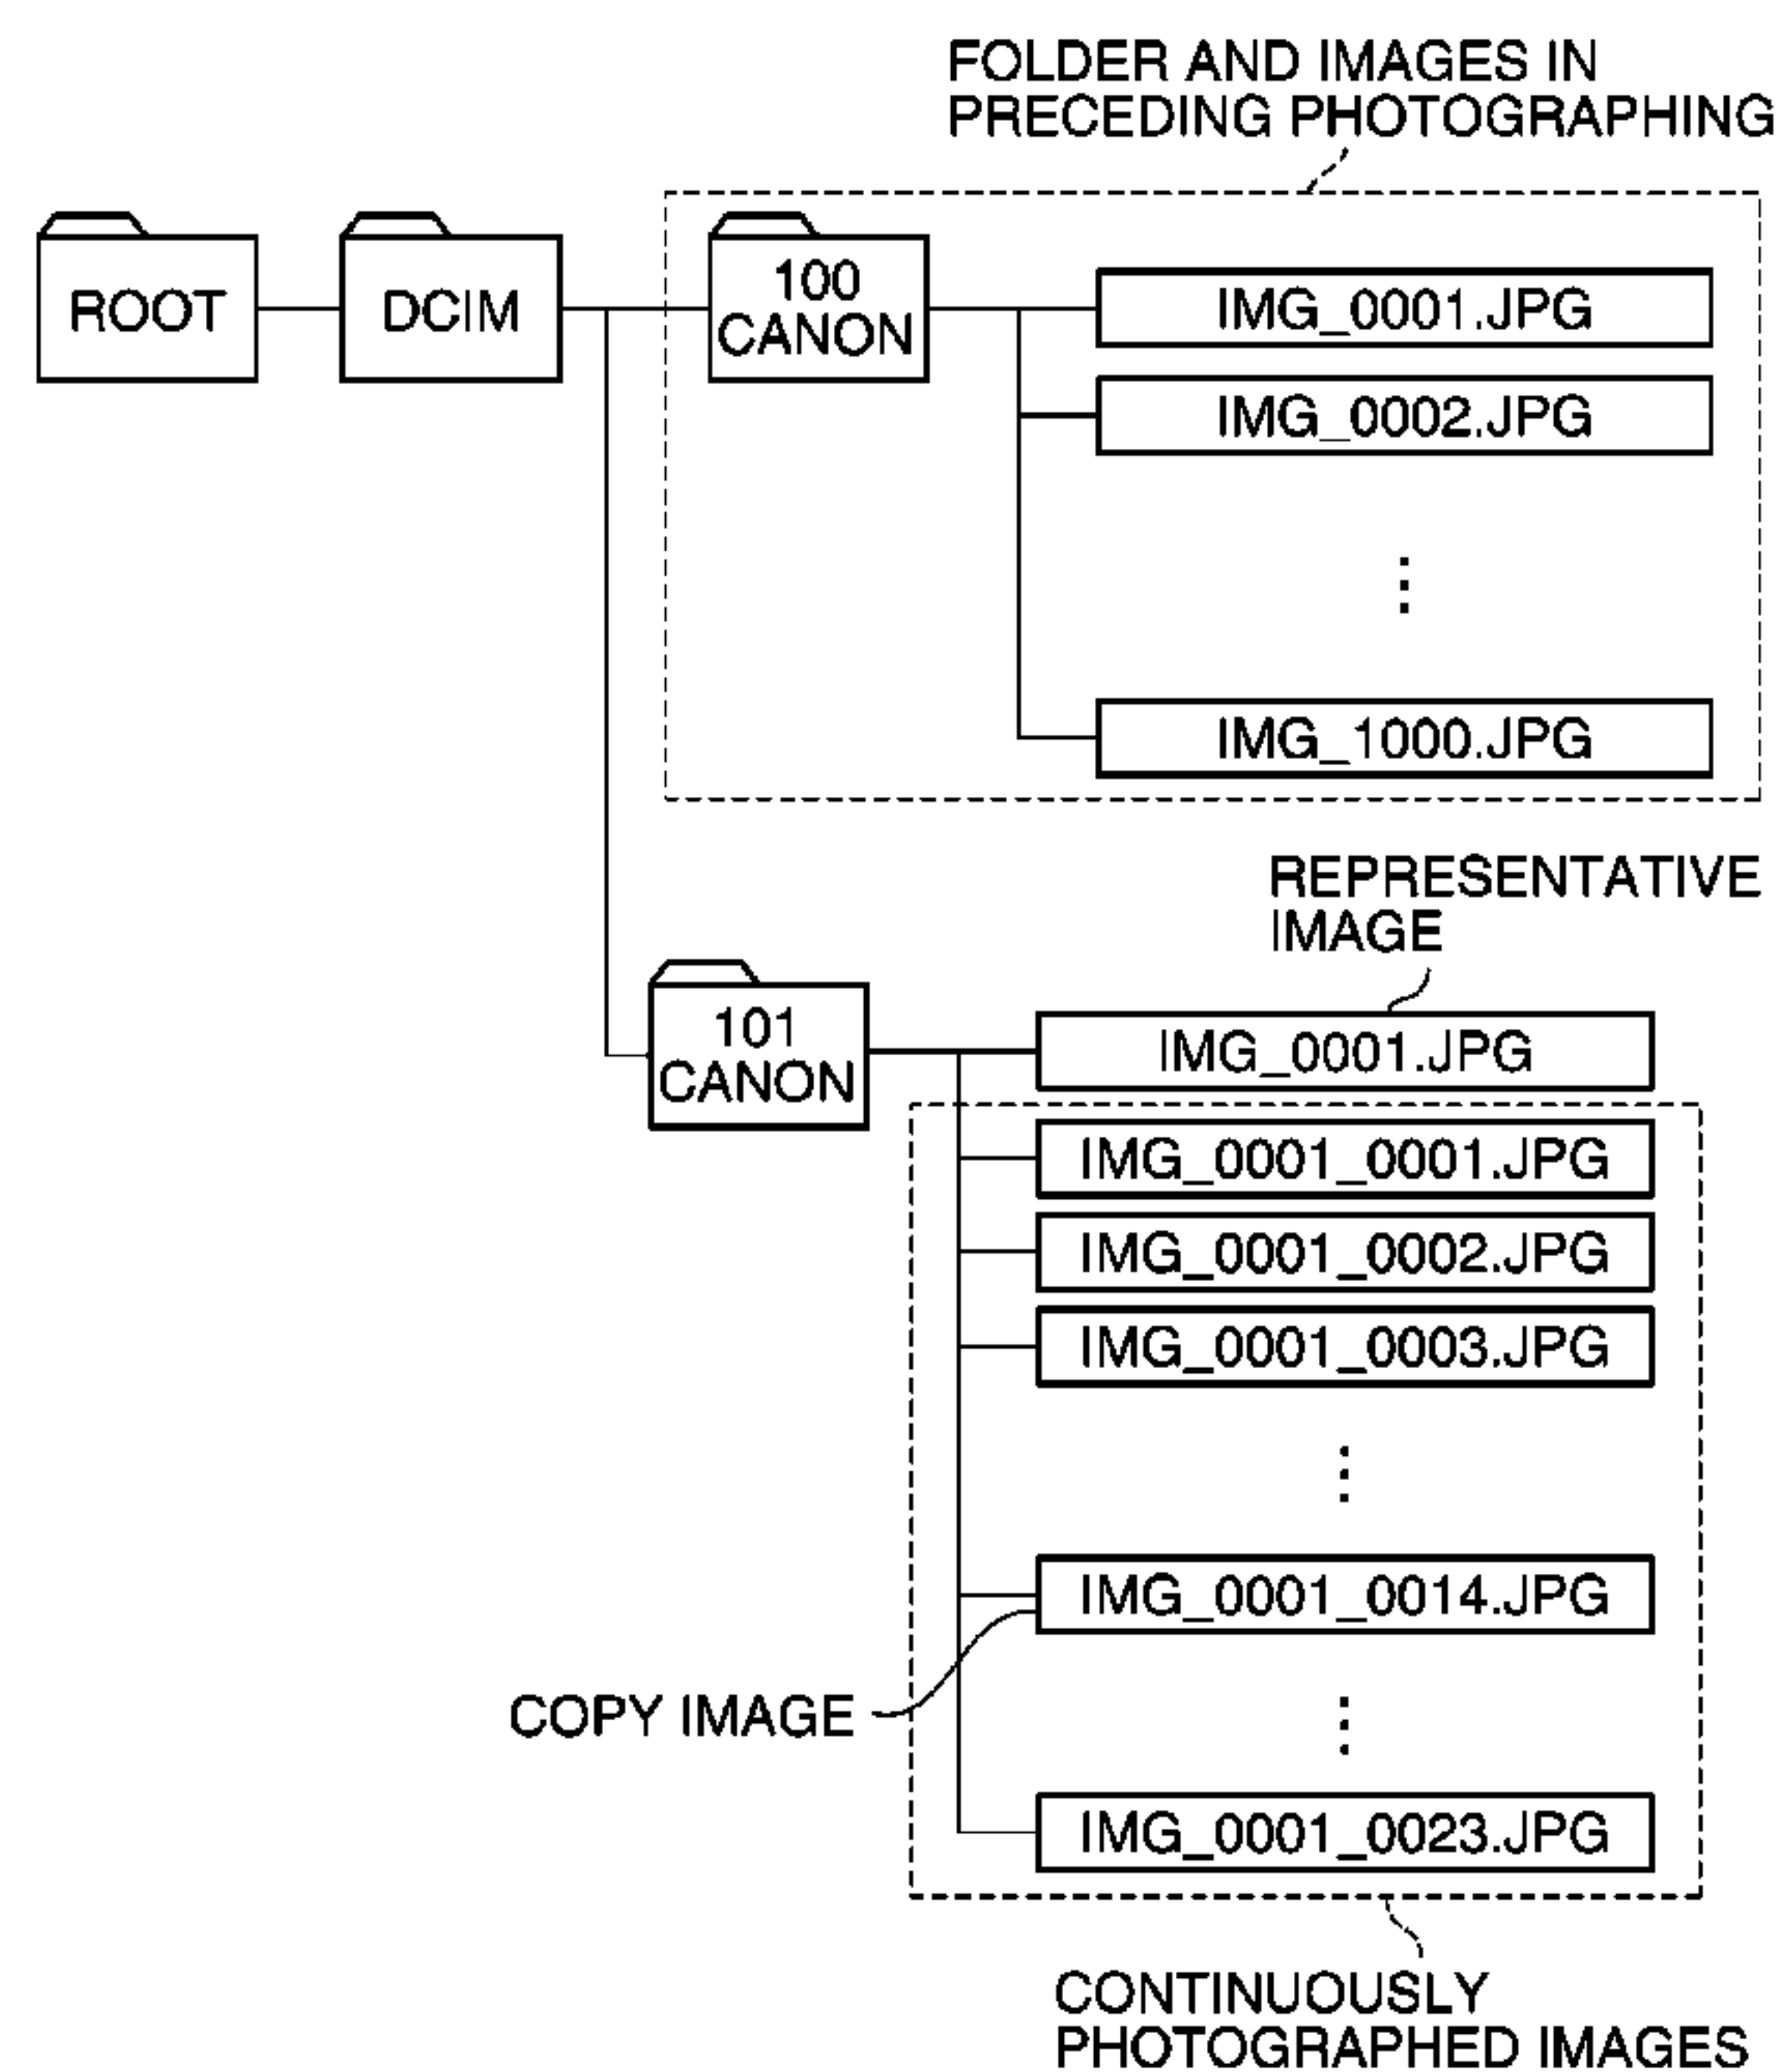 FOLDER AND IMAGES IN
PRECEDING PHOTOGRAPHING
ROOT
DCIM
100
CANON
IMG_0001.JPG
IMG_0002.JPG
IMG_1000.JPG
REPRESENTATIVE
IMAGE
101
CANON
IMG_0001.JPG
IMG_0001_0001.JPG
IMG_0001_0002.JPG
IMG_0001_0003.JPG
IMG_0001_0014.JPG
COPY IMAGE
IMG_0001_0023.JPG
CONTINUOUSLY
PHOTOGRAPHED IMAGES